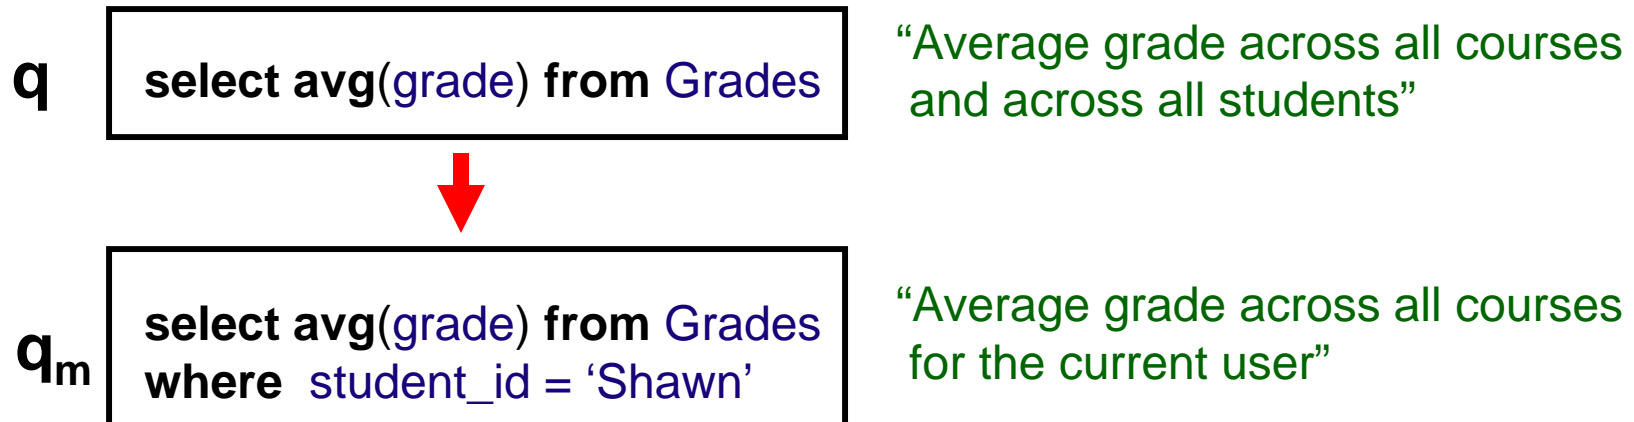 q
select avg(grade) from Grades
“Average grade across all courses
and across all students”
qm
select avg(grade) from Grades
where student_id = ‘Shawn’
“Average grade across all courses
for the current user”